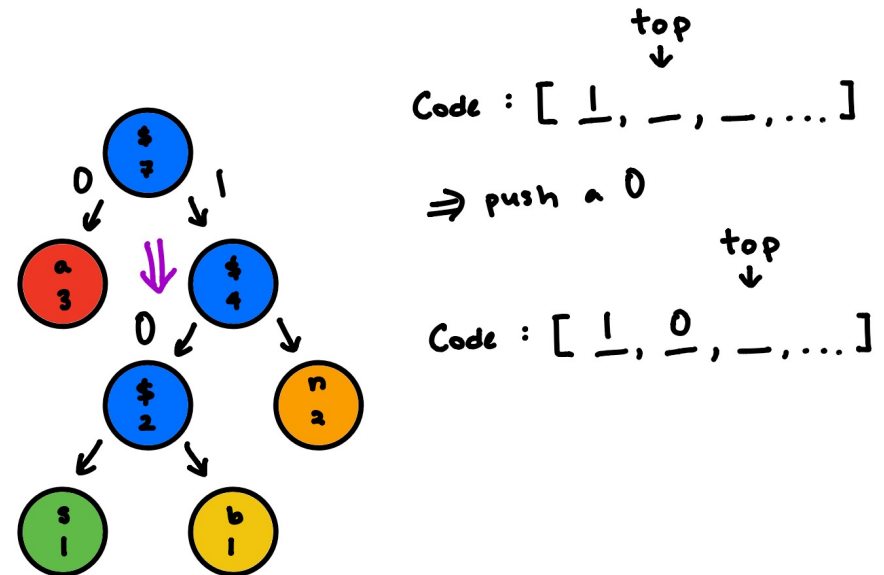 top
↓
Code : [ 1, _, _, ... ]
⇒ push a 0
top
↓
Code : [ 1, 0, _, ... ]
$
7
0
1
a
3
$
4
0
$
2
n
2
s
1
b
1